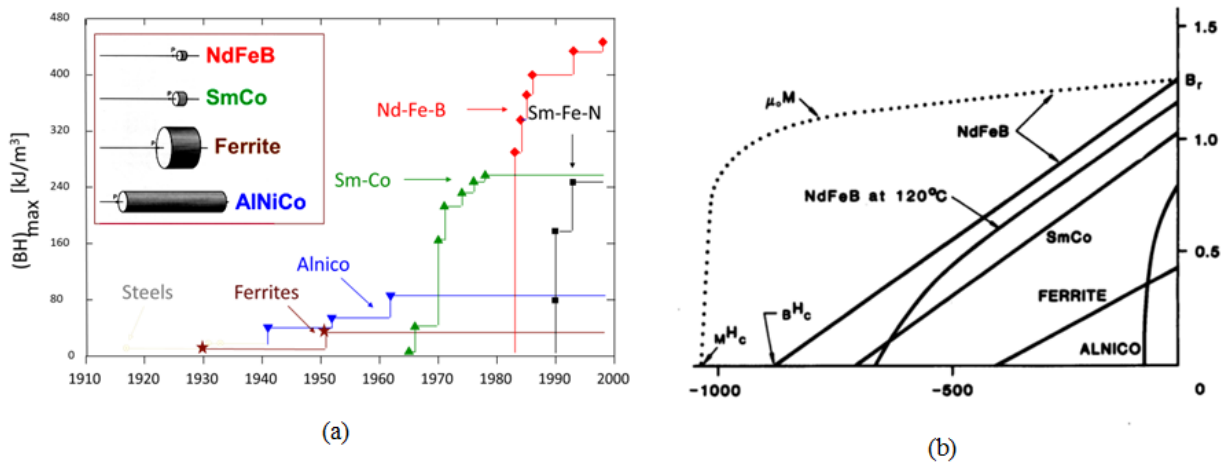 480
400
320
240
160
80
0
(BH)max [kJ/m³]
P
NdFeB
P
SmCo
P
Ferrite
P
AlNiCo
Nd-Fe-B
Sm-Fe-N
Sm-Co
Alnico
Steels
Ferrites
1910 1920 1930 1940 1950 1960 1970 1980 1990 2000
(a)
1.5
Br
μoM
NdFeB
1.0
NdFeB at 120°C
SmCo
0.5
FERRITE
MHc
BHc
ALNICO
0
-1000 -500 0
(b)